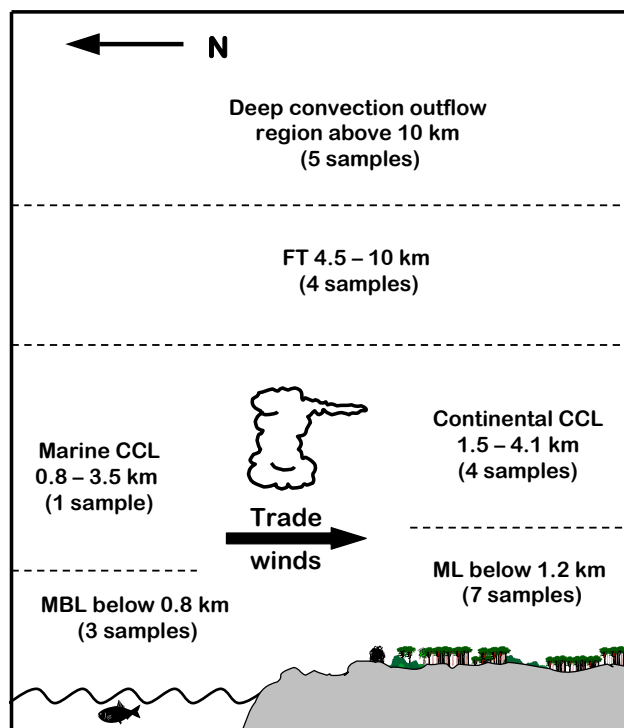 N
Deep convection outflow
region above 10 km
(5 samples)
FT 4.5 – 10 km
(4 samples)
Marine CCL
0.8 – 3.5 km
(1 sample)
Continental CCL
1.5 – 4.1 km
(4 samples)
Trade
winds
MBL below 0.8 km
(3 samples)
ML below 1.2 km
(7 samples)